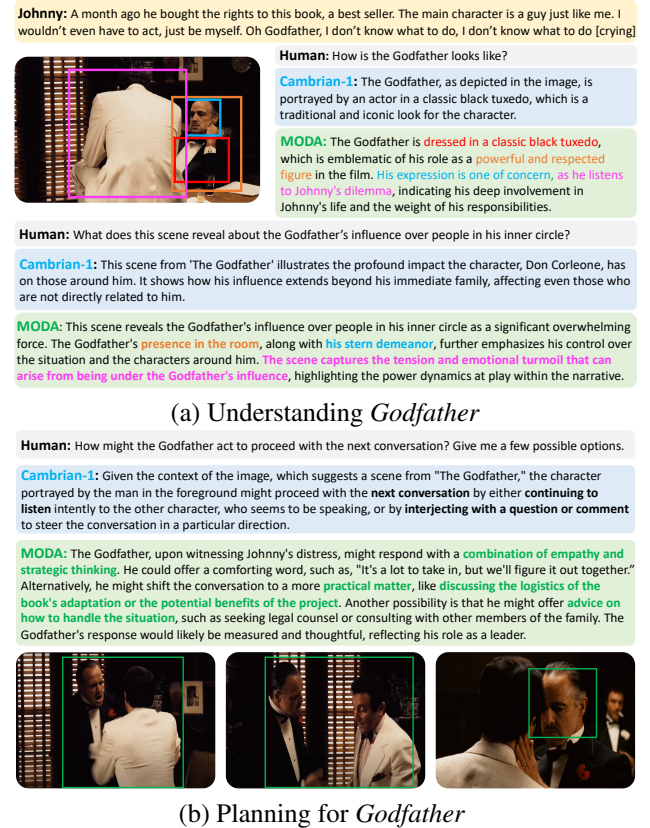 Johnny: A month ago he bought the rights to this book, a best seller. The main character is a guy just like me. I
wouldn't even have to act, just be myself. Oh Godfather, I don't know what to do, I don't know what to do [crying]
Human: How is the Godfather looks like?
Cambrian-1: The Godfather, as depicted in the image, is
portrayed by an actor in a classic black tuxedo, which is a
traditional and iconic look for the character.
MODA: The Godfather is dressed in a classic black tuxedo,
which is emblematic of his role as a powerful and respected
figure in the film. His expression is one of concern, as he listens
to Johnny's dilemma, indicating his deep involvement in
Johnny's life and the weight of his responsibilities.
Human: What does this scene reveal about the Godfather's influence over people in his inner circle?
Cambrian-1: This scene from 'The Godfather' illustrates the profound impact the character, Don Corleone, has
on those around him. It shows how his influence extends beyond his immediate family, affecting even those who
are not directly related to him.
MODA: This scene reveals the Godfather's influence over people in his inner circle as a significant overwhelming
force. The Godfather's presence in the room, along with his stern demeanor, further emphasizes his control over
the situation and the characters around him. The scene captures the tension and emotional turmoil that can
arise from being under the Godfather's influence, highlighting the power dynamics at play within the narrative.
(a) Understanding Godfather
Human: How might the Godfather act to proceed with the next conversation? Give me a few possible options.
Cambrian-1: Given the context of the image, which suggests a scene from "The Godfather," the character
portrayed by the man in the foreground might proceed with the next conversation by either continuing to
listen intently to the other character, who seems to be speaking, or by interjecting with a question or comment
to steer the conversation in a particular direction.
MODA: The Godfather, upon witnessing Johnny's distress, might respond with a combination of empathy and
strategic thinking. He could offer a comforting word, such as, "It's a lot to take in, but we'll figure it out together."
Alternatively, he might shift the conversation to a more practical matter, like discussing the logistics of the
book's adaptation or the potential benefits of the project. Another possibility is that he might offer advice on
how to handle the situation, such as seeking legal counsel or consulting with other members of the family. The
Godfather's response would likely be measured and thoughtful, reflecting his role as a leader.
(b) Planning for Godfather